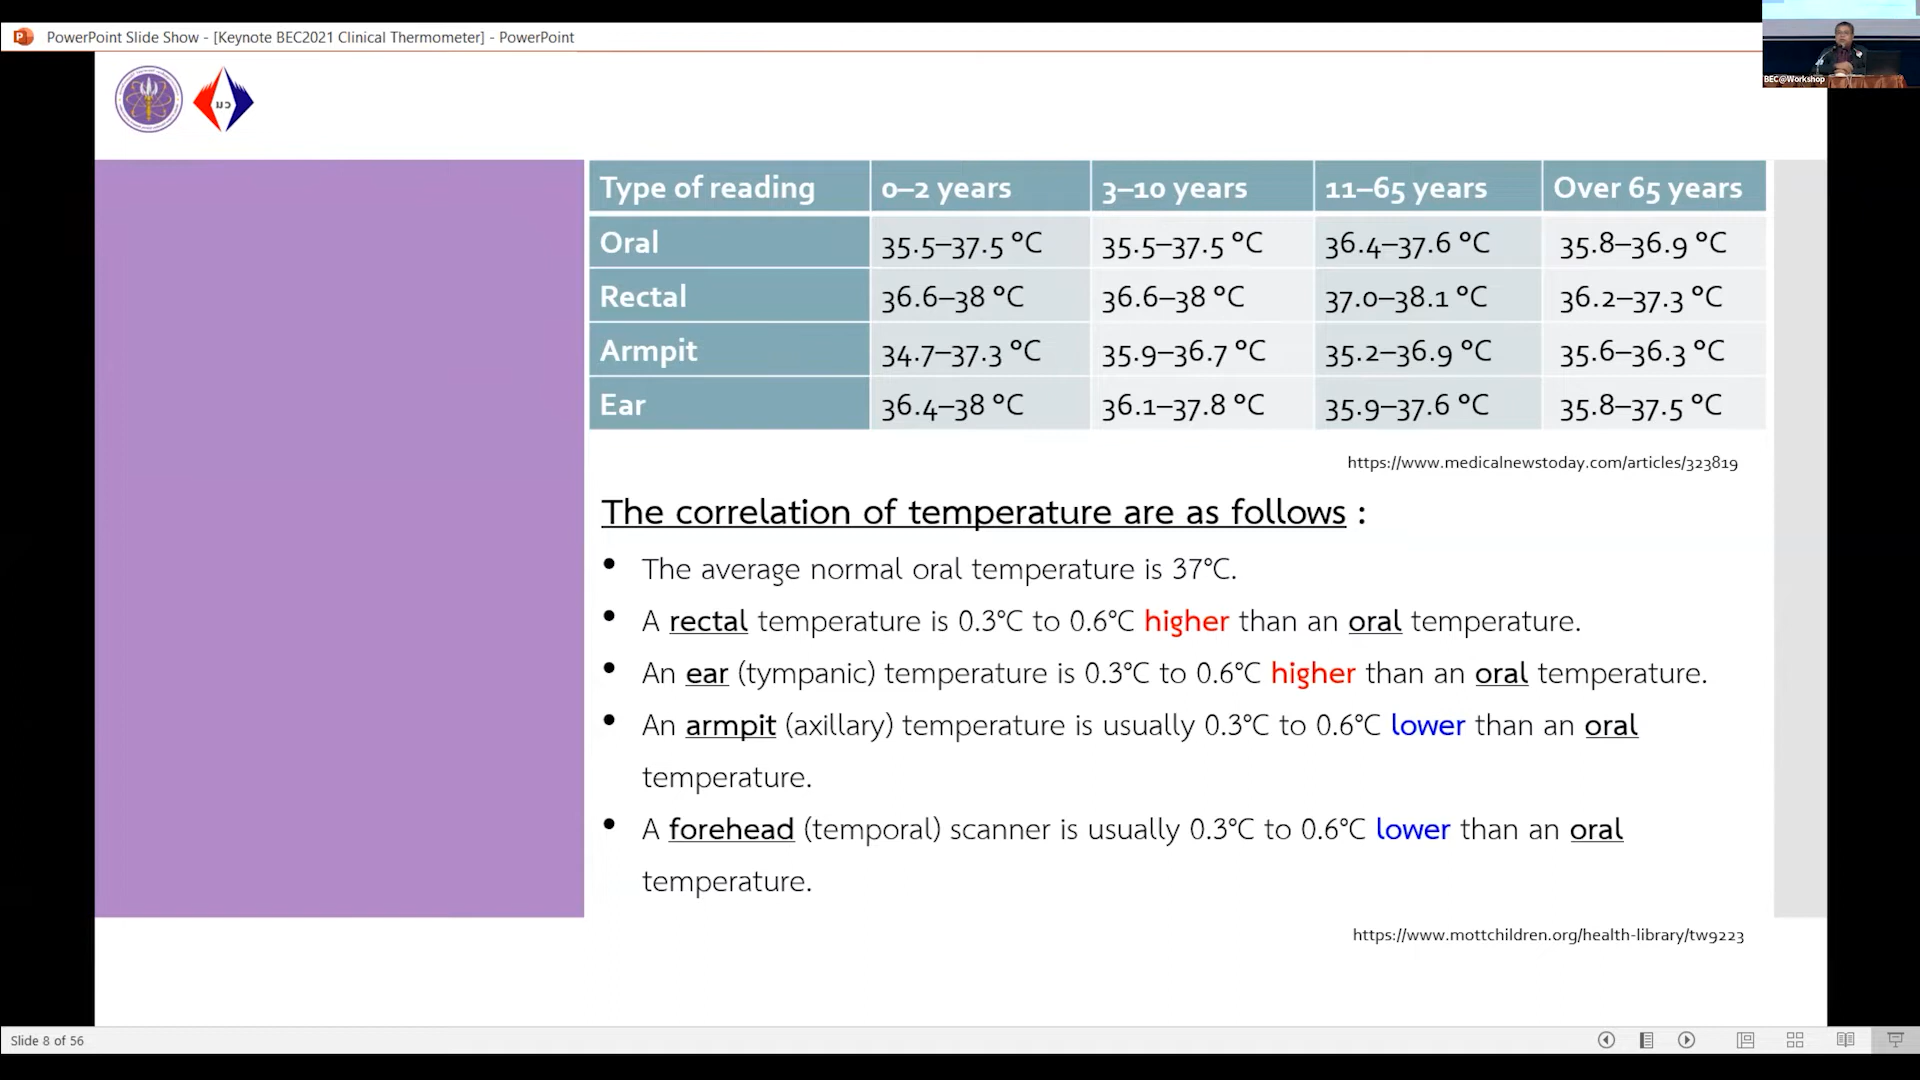 PowerPoint Slide Show - [Keynote BEC2021 Clinical Thermometer] - PowerPoint
BEC@Workshop
มว
Type of reading 0–2 years 3–10 years 11–65 years Over 65 years
Oral 35.5–37.5 °C 35.5–37.5 °C 36.4–37.6 °C 35.8–36.9 °C
Rectal 36.6–38 °C 36.6–38 °C 37.0–38.1 °C 36.2–37.3 °C
Armpit 34.7–37.3 °C 35.9–36.7 °C 35.2–36.9 °C 35.6–36.3 °C
Ear 36.4–38 °C 36.1–37.8 °C 35.9–37.6 °C 35.8–37.5 °C
https://www.medicalnewstoday.com/articles/323819
The correlation of temperature are as follows :
• The average normal oral temperature is 37°C.
• A rectal temperature is 0.3°C to 0.6°C higher than an oral temperature.
• An ear (tympanic) temperature is 0.3°C to 0.6°C higher than an oral temperature.
• An armpit (axillary) temperature is usually 0.3°C to 0.6°C lower than an oral
temperature.
• A forehead (temporal) scanner is usually 0.3°C to 0.6°C lower than an oral
temperature.
https://www.mottchildren.org/health-library/tw9223
Slide 8 of 56